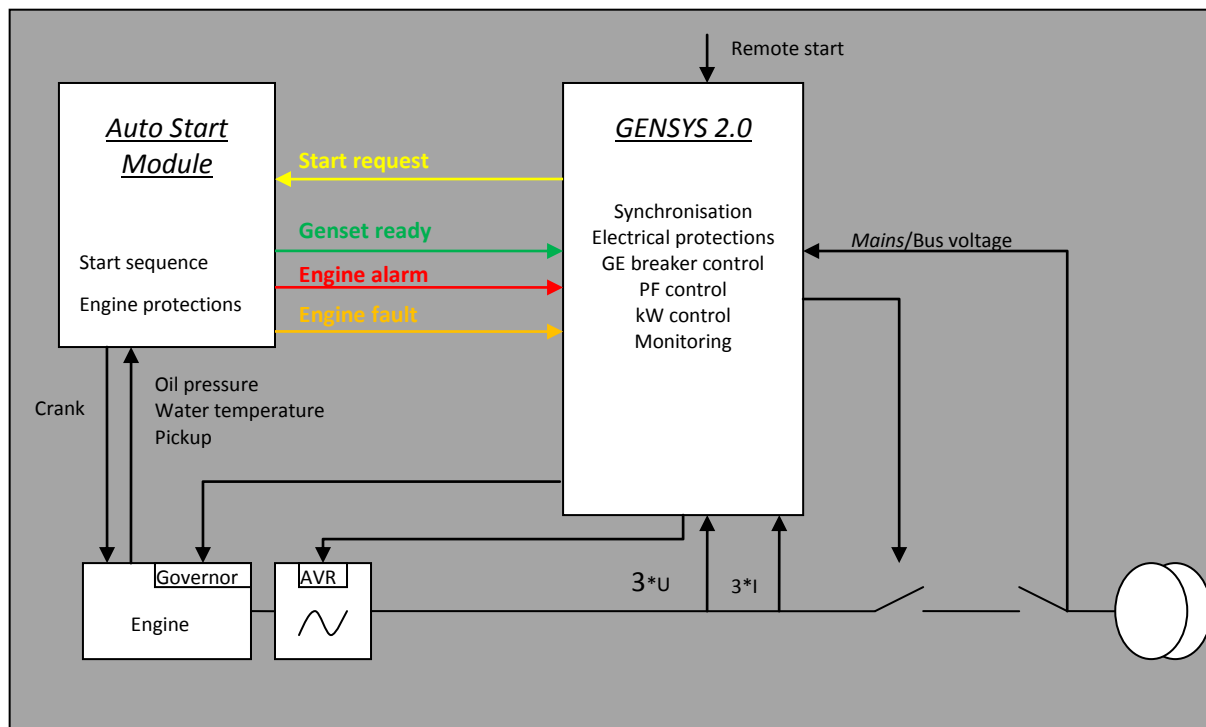 Remote start
Auto Start
Module
Start sequence
Engine protections
Start request
Genset ready
Engine alarm
Engine fault
GENSYS 2.0
Synchronisation
Electrical protections
GE breaker control
PF control
kW control
Monitoring
Mains/Bus voltage
Crank
Oil pressure
Water temperature
Pickup
Governor
Engine
AVR
3*U
3*I